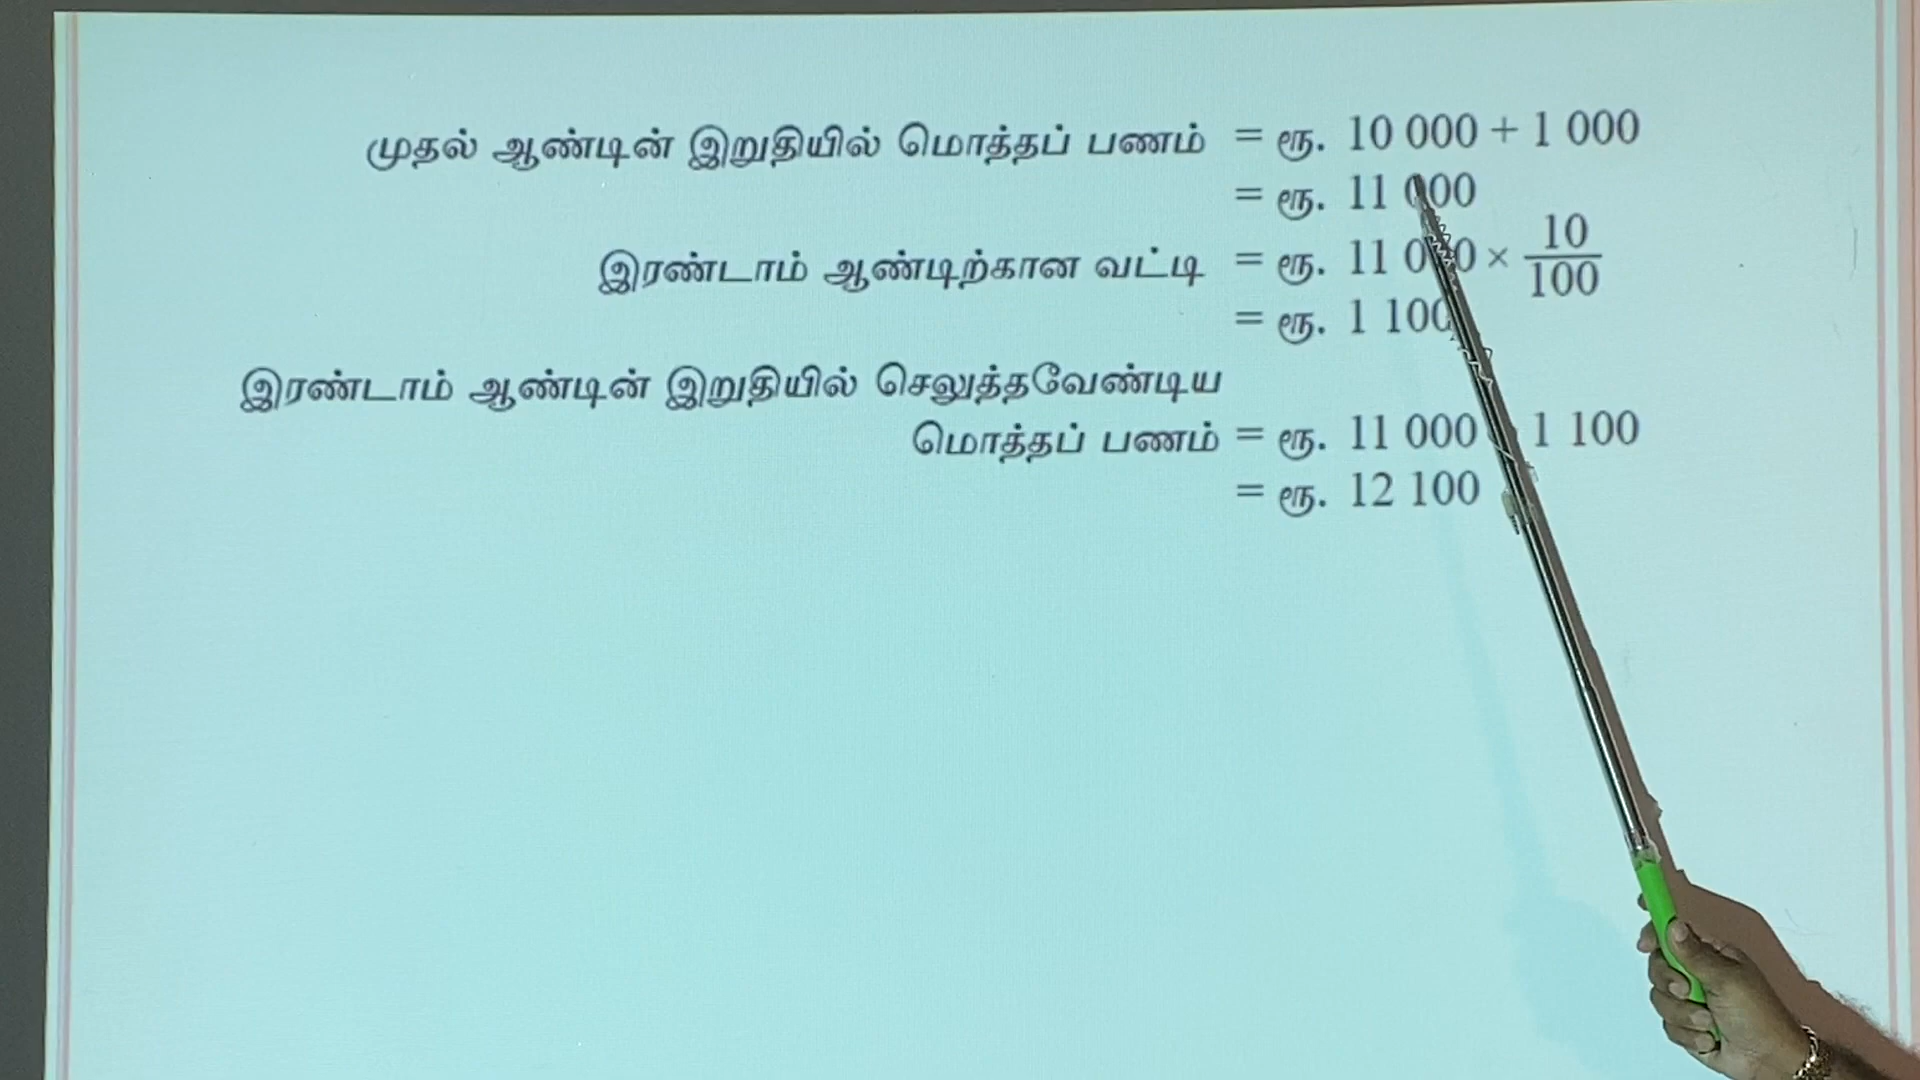 முதல் ஆண்டின் இறுதியில் மொத்தப் பணம் = ரூ. 10 000 + 1 000
= ரூ. 11 000
இரண்டாம் ஆண்டிற்கான வட்டி = ரூ. 11 000 × 10/100
= ரூ. 1 100
இரண்டாம் ஆண்டின் இறுதியில் செலுத்தவேண்டிய
மொத்தப் பணம் = ரூ. 11 000 1 100
= ரூ. 12 100